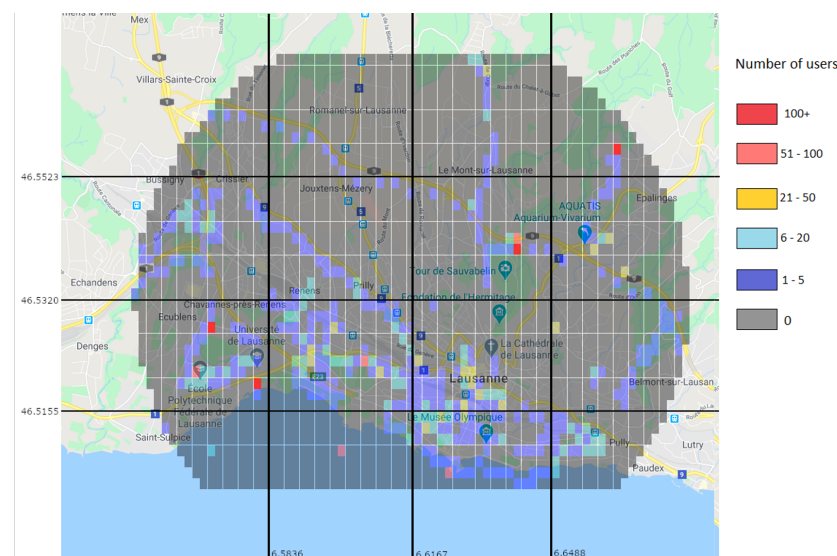 Mex
Villars-Sainte-Croix
Romanel-sur-Lausanne
Route des Planches
Number of users
100+
51 - 100
21 - 50
6 - 20
1 - 5
0
46.5523
Bussigny
Crissier
Jouxtens-Mézery
Le Mont-sur-Lausanne
Epalinges
AQUATIS
Aquarium-Vivarium
Echandens
Tour de Sauvabelin
46.5320
Renens
Prilly
Fondation de l'Hermitage
Chavannes-près-Renens
Ecublens
Denges
Université
de Lausanne
La Cathédrale
de Lausanne
Lausanne
Belmont-sur-Lausan
École
Polytechnique
Fédérale de
Lausanne
46.5155
Le Musée Olympique
Saint-Sulpice
Pully
Lutry
Paudex
6.5836
6.6167
6.6488